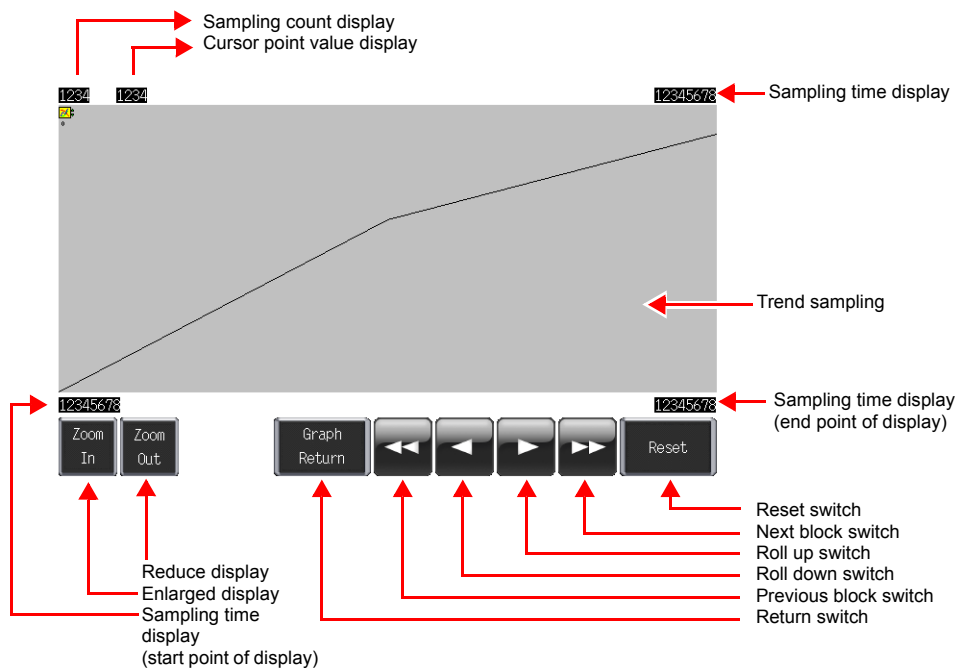 Sampling count display
Cursor point value display
1234 1234 12345678 Sampling time display
Trend sampling
12345678 12345678 Sampling time display
(end point of display)
Zoom
In
Zoom
Out
Graph
Return
Reset
Reset switch
Next block switch
Roll up switch
Roll down switch
Previous block switch
Return switch
Reduce display
Enlarged display
Sampling time
display
(start point of display)